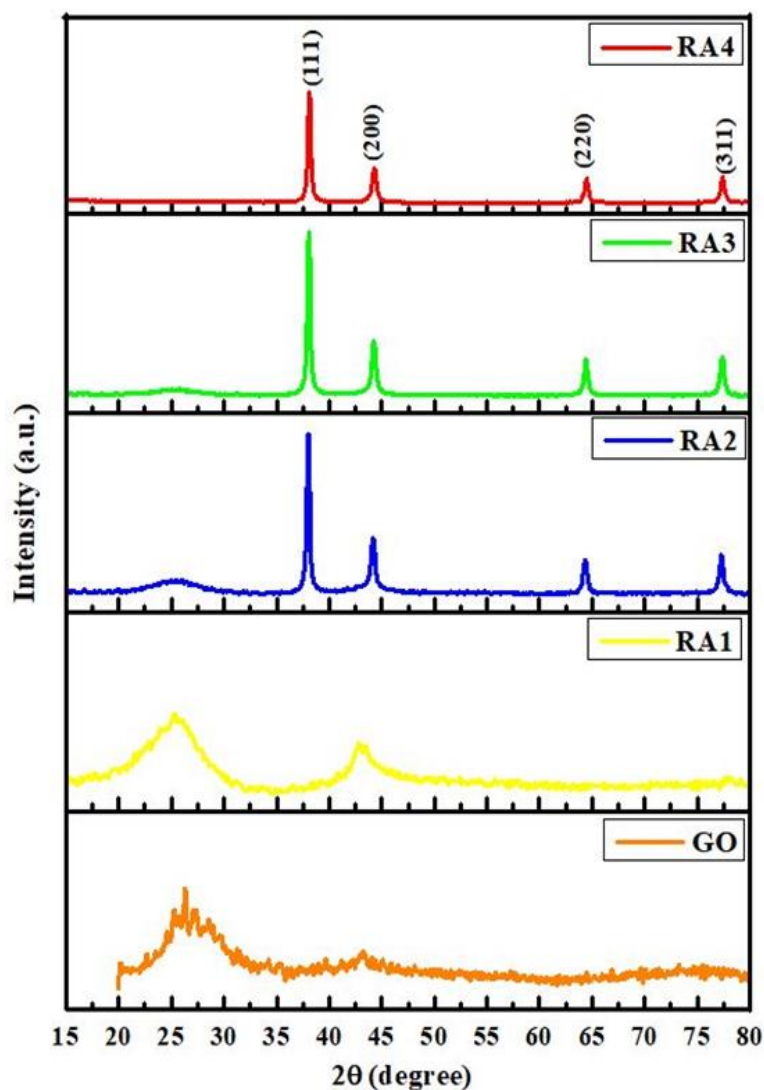 RA4
(111)
(200)
(220)
(311)
RA3
RA2
RA1
GO
Intensity (a.u.)
15 20 25 30 35 40 45 50 55 60 65 70 75 80
2θ (degree)